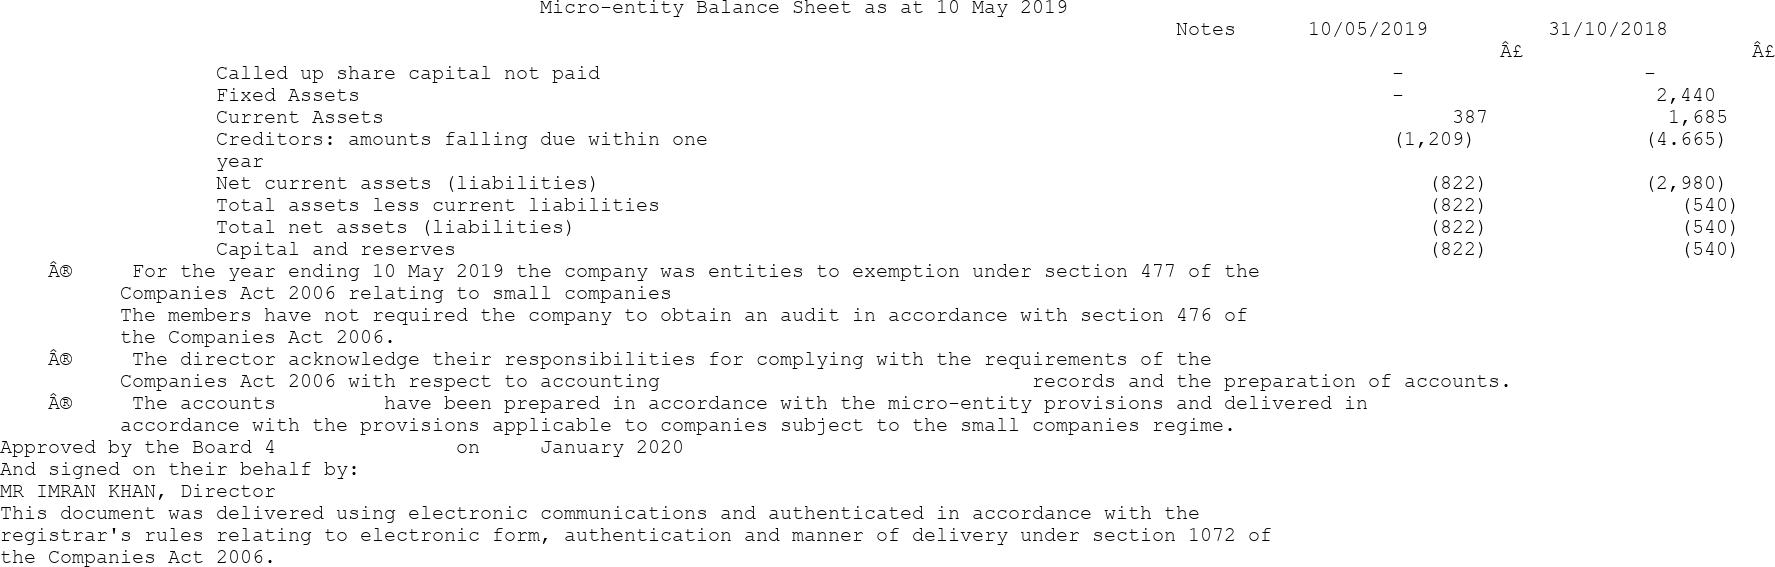 Micro-entity Balance Sheet as at 10 May 2019
Notes 10/05/2019 31/10/2018
Â£ Â£
Called up share capital not paid - -
Fixed Assets - 2,440
Current Assets 387 1,685
Creditors: amounts falling due within one (1,209) (4.665)
year
Net current assets (liabilities) (822) (2,980)
Total assets less current liabilities (822) (540)
Total net assets (liabilities) (822) (540)
Capital and reserves (822) (540)
Â® For the year ending 10 May 2019 the company was entities to exemption under section 477 of the
Companies Act 2006 relating to small companies
The members have not required the company to obtain an audit in accordance with section 476 of
the Companies Act 2006.
Â® The director acknowledge their responsibilities for complying with the requirements of the
Companies Act 2006 with respect to accounting records and the preparation of accounts.
Â® The accounts have been prepared in accordance with the micro-entity provisions and delivered in
accordance with the provisions applicable to companies subject to the small companies regime.
Approved by the Board 4 on January 2020
And signed on their behalf by:
MR IMRAN KHAN, Director
This document was delivered using electronic communications and authenticated in accordance with the
registrar's rules relating to electronic form, authentication and manner of delivery under section 1072 of
the Companies Act 2006.